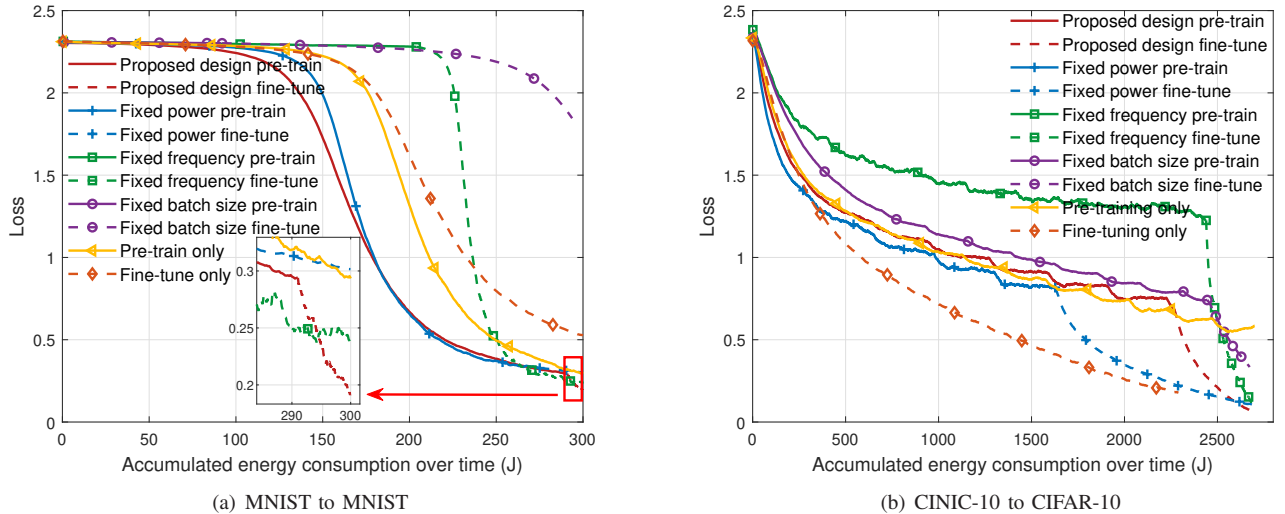 2.5
2
1.5
1
0.5
0
Loss
0
50
100
150
200
250
300
Accumulated energy consumption over time (J)
Proposed design pre-train
Proposed design fine-tune
Fixed power pre-train
Fixed power fine-tune
Fixed frequency pre-train
Fixed frequency fine-tune
Fixed batch size pre-train
Fixed batch size fine-tune
Pre-train only
Fine-tune only
0.3
0.25
0.2
290
300
(a) MNIST to MNIST
2.5
2
1.5
1
0.5
0
Loss
0
500
1000
1500
2000
2500
Accumulated energy consumption over time (J)
Proposed design pre-train
Proposed design fine-tune
Fixed power pre-train
Fixed power fine-tune
Fixed frequency pre-train
Fixed frequency fine-tune
Fixed batch size pre-train
Fixed batch size fine-tune
Pre-training only
Fine-tuning only
(b) CINIC-10 to CIFAR-10